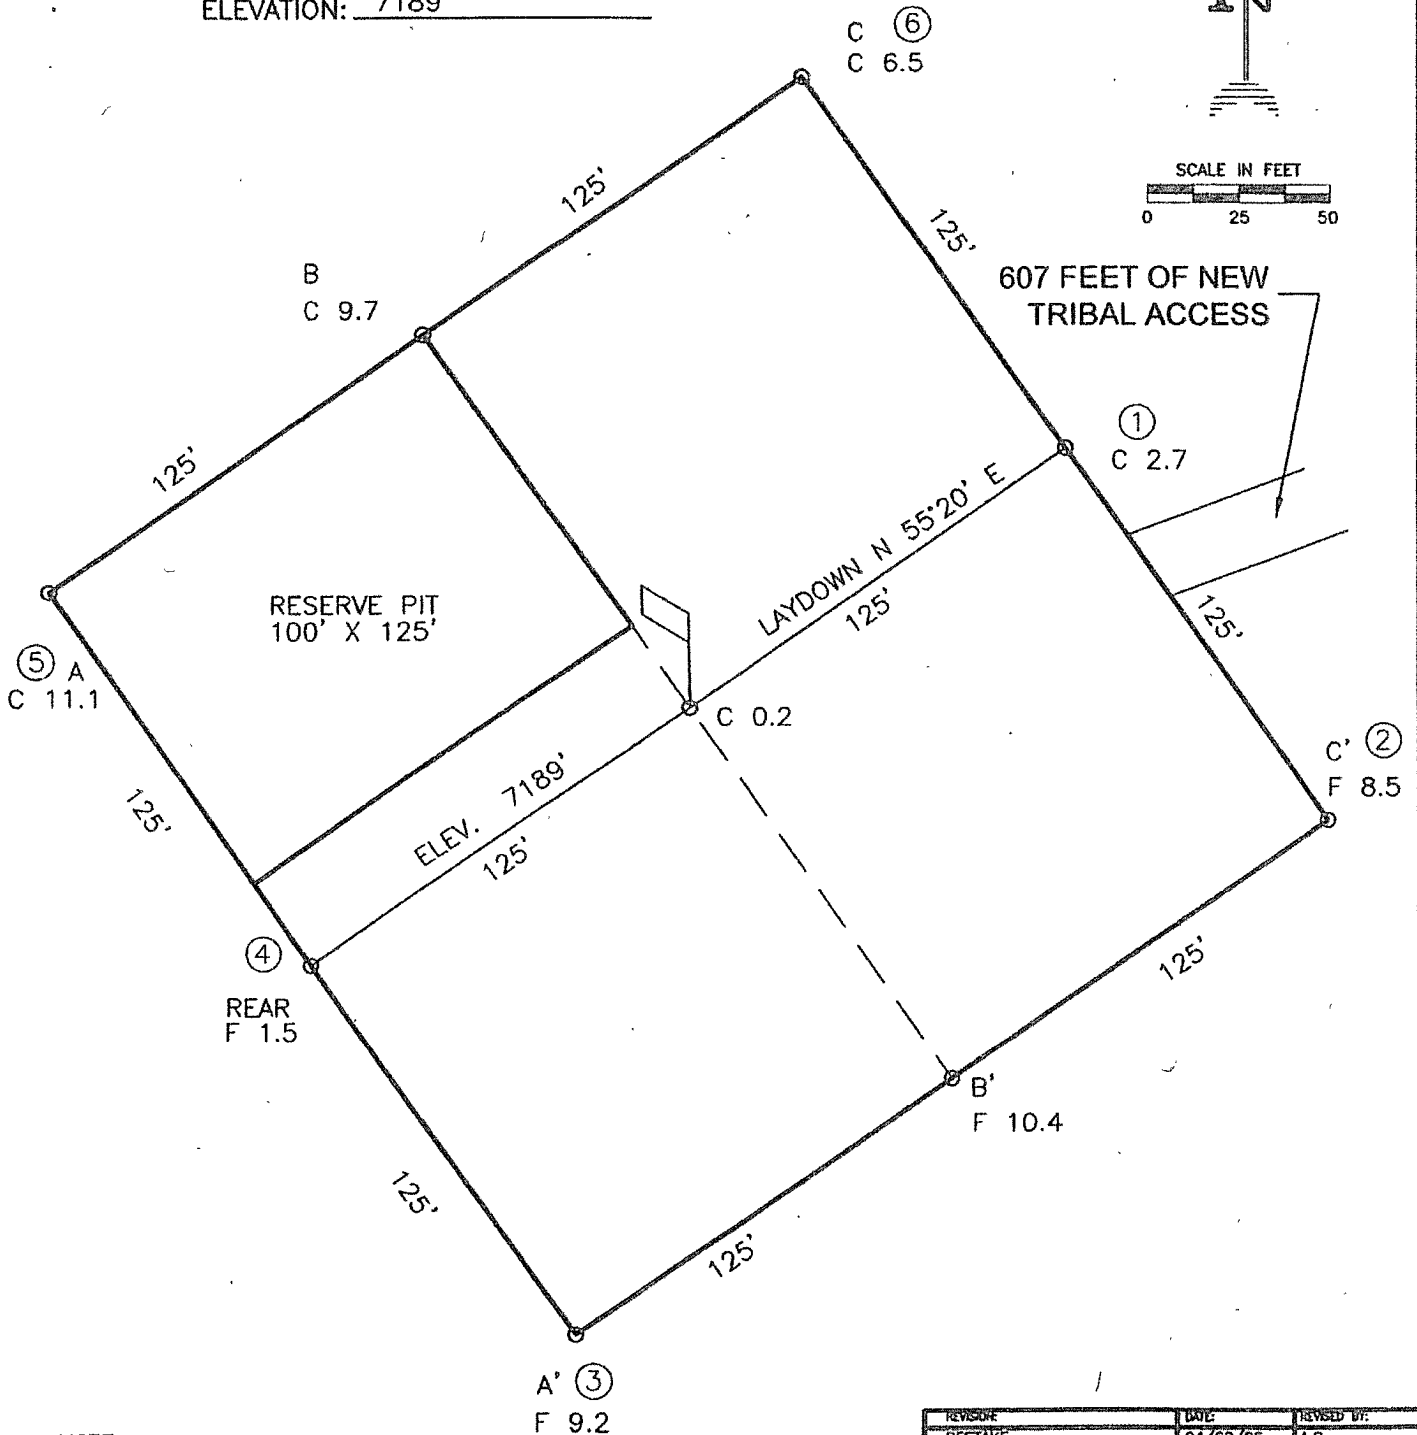 ELEVATION: 7189
C ⑥
C 6.5
N
SCALE IN FEET
0 25 50
125'
125'
607 FEET OF NEW
TRIBAL ACCESS
B
C 9.7
①
C 2.7
125'
LAYDOWN N 55°20' E
125'
125'
RESERVE PIT
100' X 125'
⑤ A
C 11.1
C 0.2
C' ②
F 8.5
125'
ELEV. 7189'
125'
125'
④
REAR
F 1.5
B'
F 10.4
125'
125'
A' ③
F 9.2
REVISION: DATE: REVISED BY: